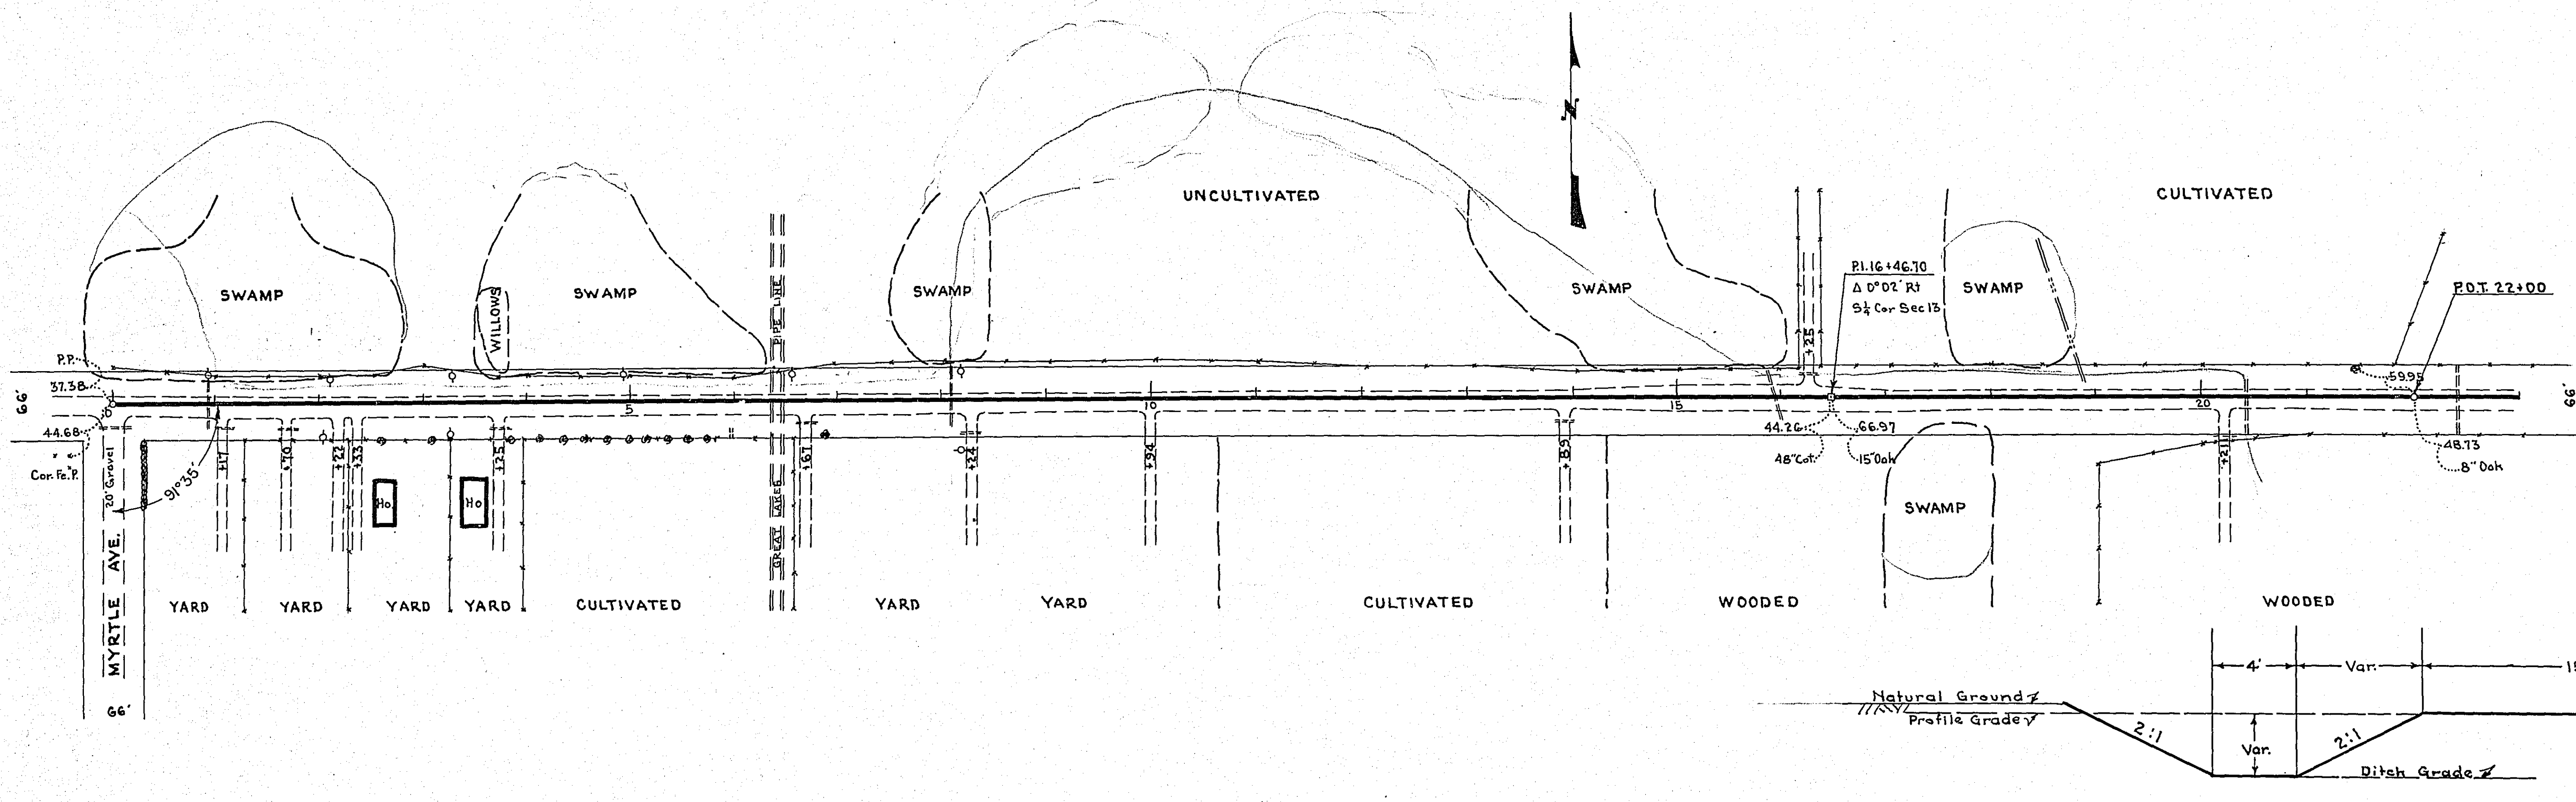 N
UNCULTIVATED
CULTIVATED
P.I. 16+46.70
Δ 0°02' Rt
S¼ Cor Sec 13
P.O.T. 22+00
SWAMP
WILLOWS
SWAMP
PIPE LINE
SWAMP
SWAMP
+25
SWAMP
P.P.
37.38
66'
0
5
10
15
20
59.95
66'
44.68
Cor. Fe. P.
20' Gravel
91°35'
+17
+70
+22
+33
+25
+67
+24
+94
+89
44.26
66.97
48" Cot.
15" Oak
+21
48.73
8" Oak
Ho
Ho
GREAT LAKES
SWAMP
MYRTLE AVE.
66'
YARD
YARD
YARD
YARD
CULTIVATED
YARD
YARD
CULTIVATED
WOODED
WOODED
4'
Var.
Natural Ground
Profile Grade
2:1
Var.
2:1
Ditch Grade